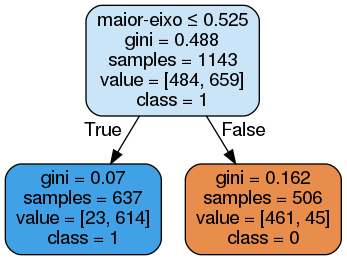 maior-eixo ≤ 0.525
gini = 0.488
samples = 1143
value = [484, 659]
class = 1
True
False
gini = 0.07
samples = 637
value = [23, 614]
class = 1
gini = 0.162
samples = 506
value = [461, 45]
class = 0